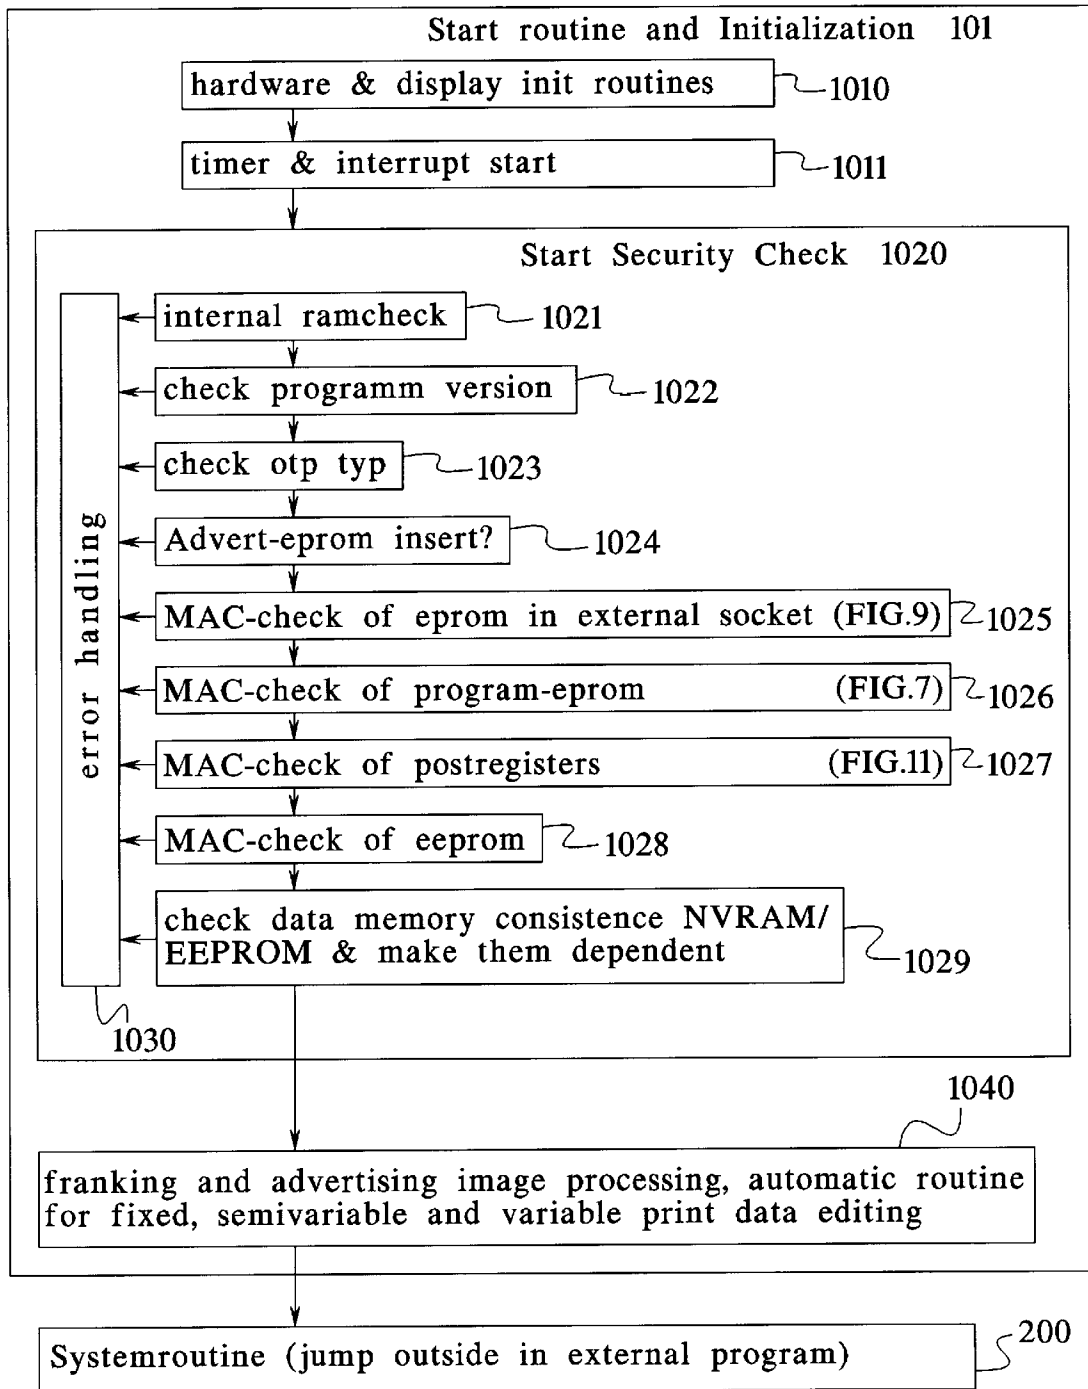 Start routine and Initialization 101
hardware & display init routines
1010
timer & interrupt start
1011
Start Security Check 1020
internal ramcheck
1021
check programm version
1022
check otp typ
1023
Advert-eprom insert?
1024
MAC-check of eprom in external socket (FIG.9)
1025
MAC-check of program-eprom (FIG.7)
1026
MAC-check of postregisters (FIG.11)
1027
MAC-check of eeprom
1028
check data memory consistence NVRAM/
EEPROM & make them dependent
1029
error handling
1030
1040
franking and advertising image processing, automatic routine
for fixed, semivariable and variable print data editing
Systemroutine (jump outside in external program)
200